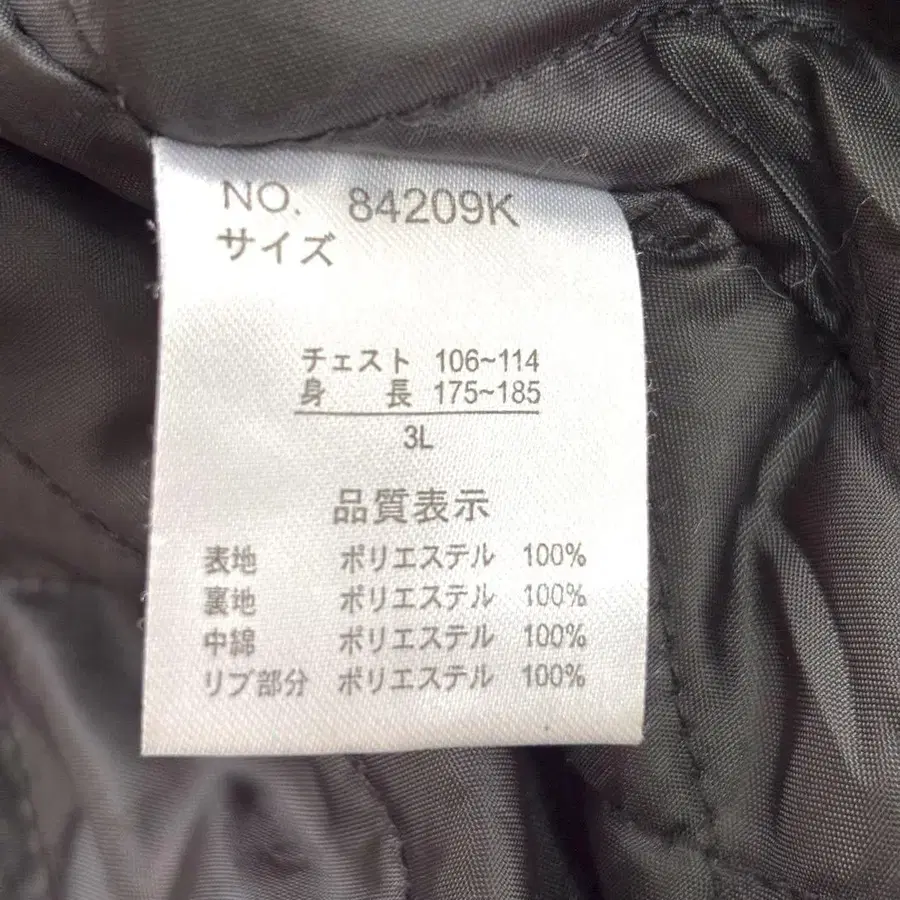 NO. 84209K
サイズ
チェスト 106~114
身 長 175~185
3L
品質表示
表地 ポリエステル 100%
裏地 ポリエステル 100%
中綿 ポリエステル 100%
リブ部分 ポリエステル 100%